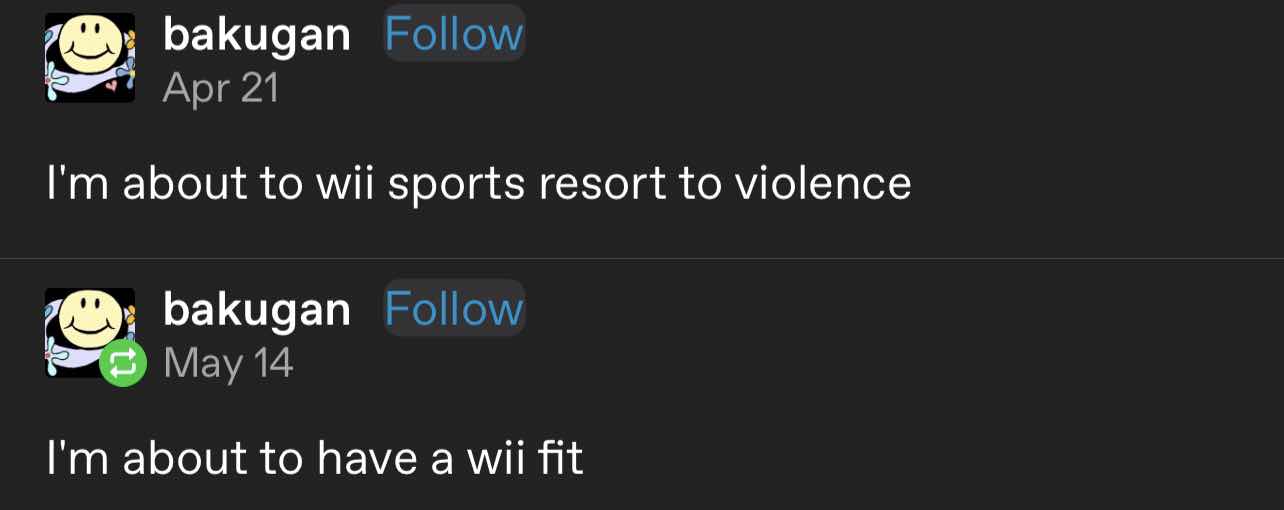 bakugan Follow
Apr 21
I'm about to wii sports resort to violence
bakugan Follow
May 14
I'm about to have a wii fit